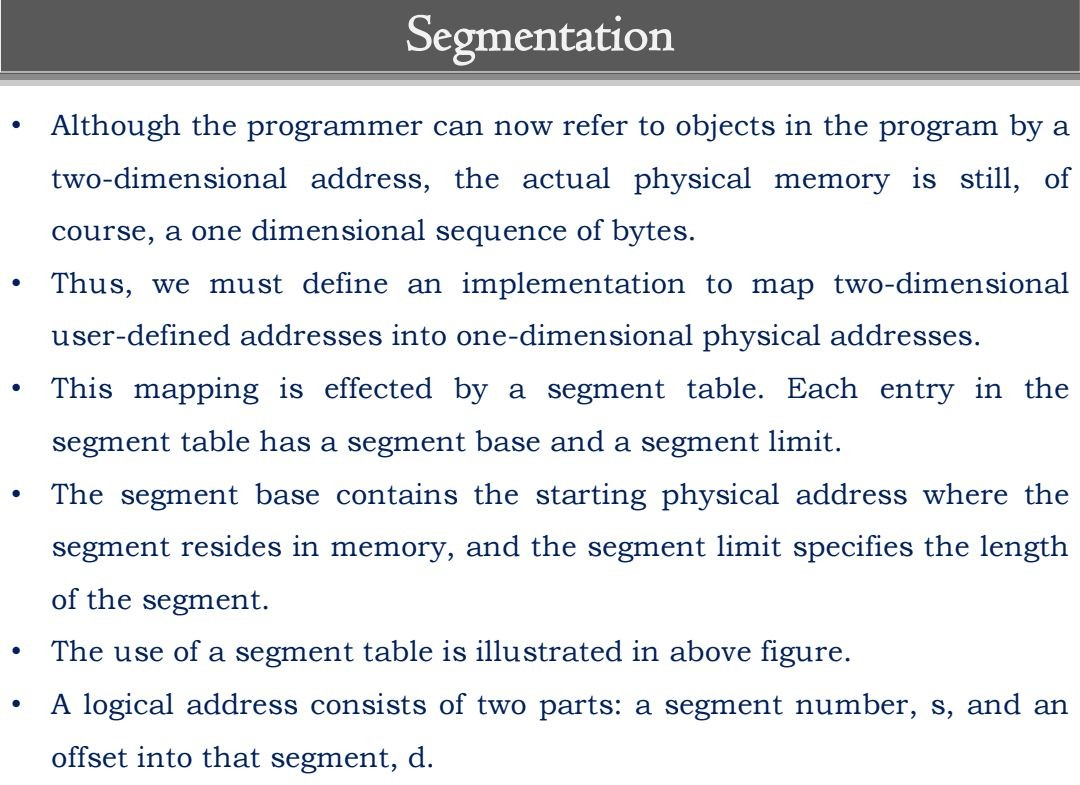 Segmentation
• Although the programmer can now refer to objects in the program by a
two-dimensional address, the actual physical memory is still, of
course, a one dimensional sequence of bytes.
• Thus, we must define an implementation to map two-dimensional
user-defined addresses into one-dimensional physical addresses.
• This mapping is effected by a segment table. Each entry in the
segment table has a segment base and a segment limit.
• The segment base contains the starting physical address where the
segment resides in memory, and the segment limit specifies the length
of the segment.
• The use of a segment table is illustrated in above figure.
• A logical address consists of two parts: a segment number, s, and an
offset into that segment, d.